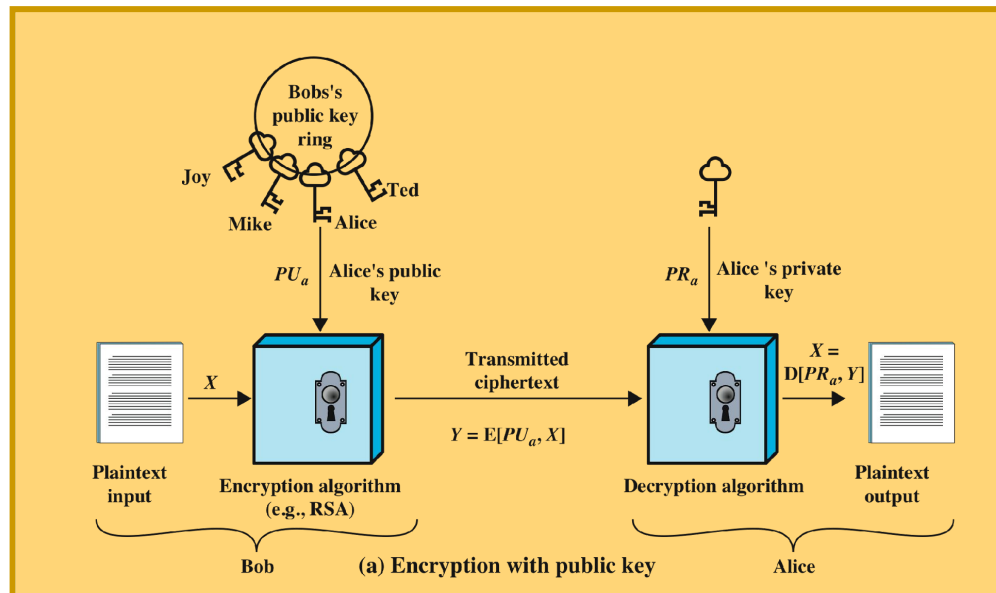 Bobs's
public key
ring
Joy
Mike
Alice
Ted
PUₐ
Alice's public
key
PRₐ
Alice 's private
key
X
Transmitted
ciphertext
Y = E[PUₐ, X]
X =
D[PRₐ, Y]
Plaintext
input
Encryption algorithm
(e.g., RSA)
Decryption algorithm
Plaintext
output
Bob
(a) Encryption with public key
Alice